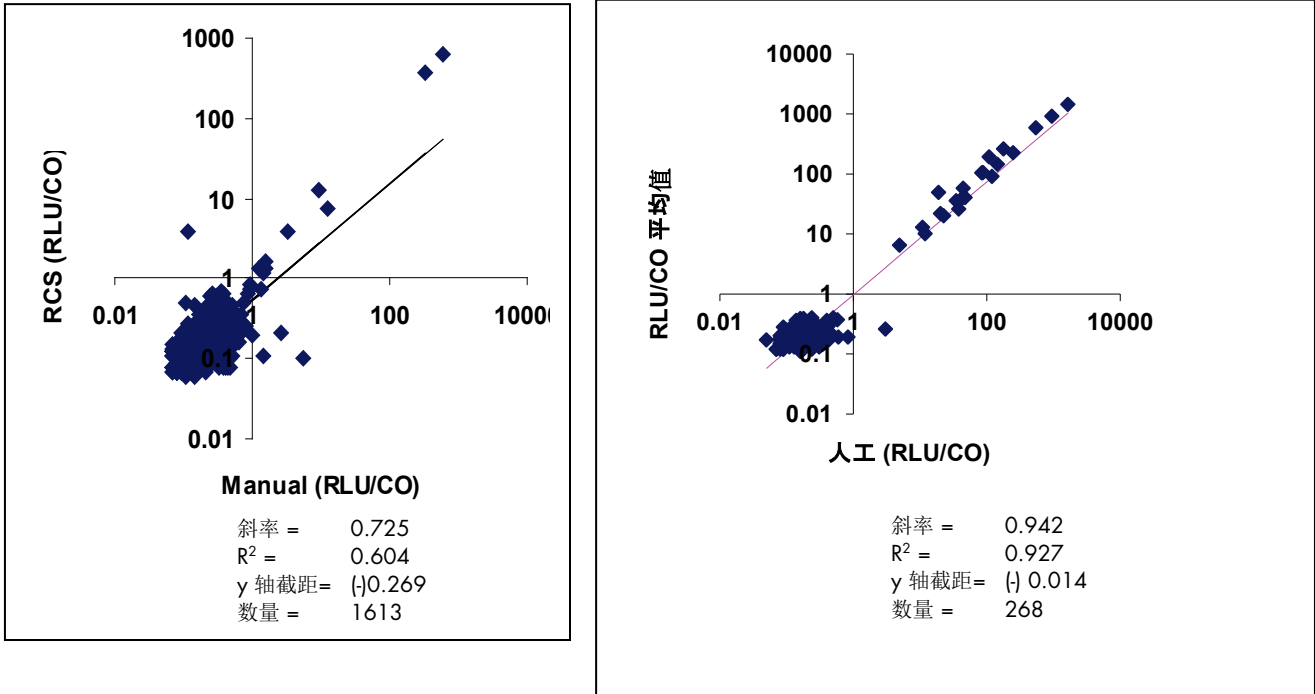 1000
100
10
1
0.1
0.01
0.01 1 100 10000
RCS (RLU/CO)
Manual (RLU/CO)
斜率 = 0.725
R² = 0.604
y 轴截距= (-)0.269
数量 = 1613
10000
1000
100
10
1
0.1
0.01
0.01 1 100 10000
RLU/CO 平均值
人工 (RLU/CO)
斜率 = 0.942
R² = 0.927
y 轴截距= (-) 0.014
数量 = 268